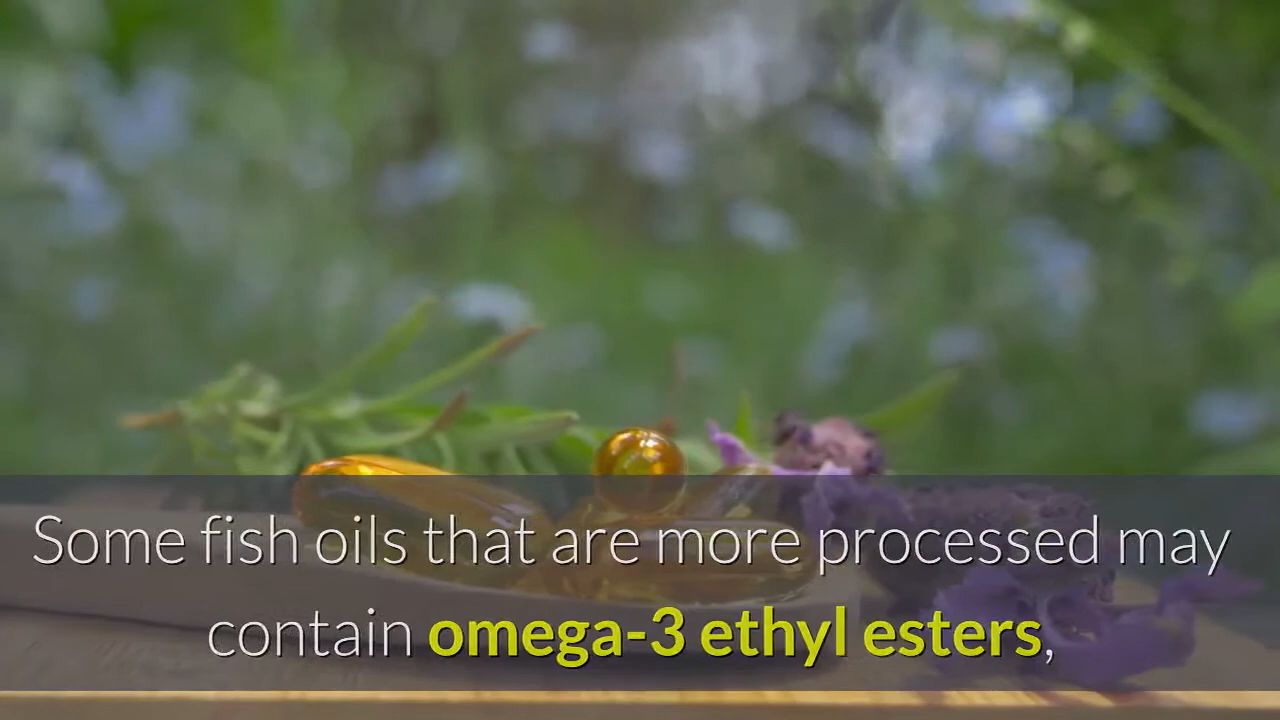 Some fish oils that are more processed may
contain omega-3 ethyl esters,